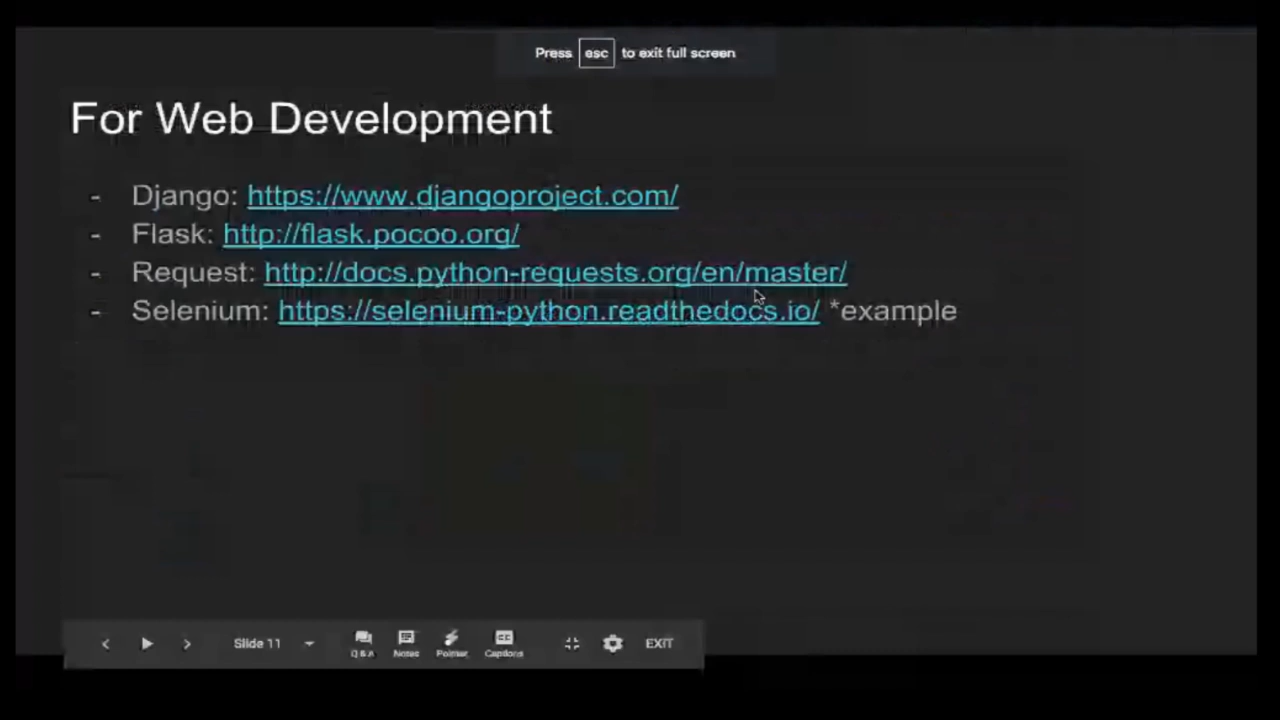 Press esc to exit full screen
For Web Development
- Django: https://www.djangoproject.com/
- Flask: http://flask.pocoo.org/
- Request: http://docs.python-requests.org/en/master/
- Selenium: https://selenium-python.readthedocs.io/ *example
Slide 11 Q & A Notes Pointer CC Captions EXIT